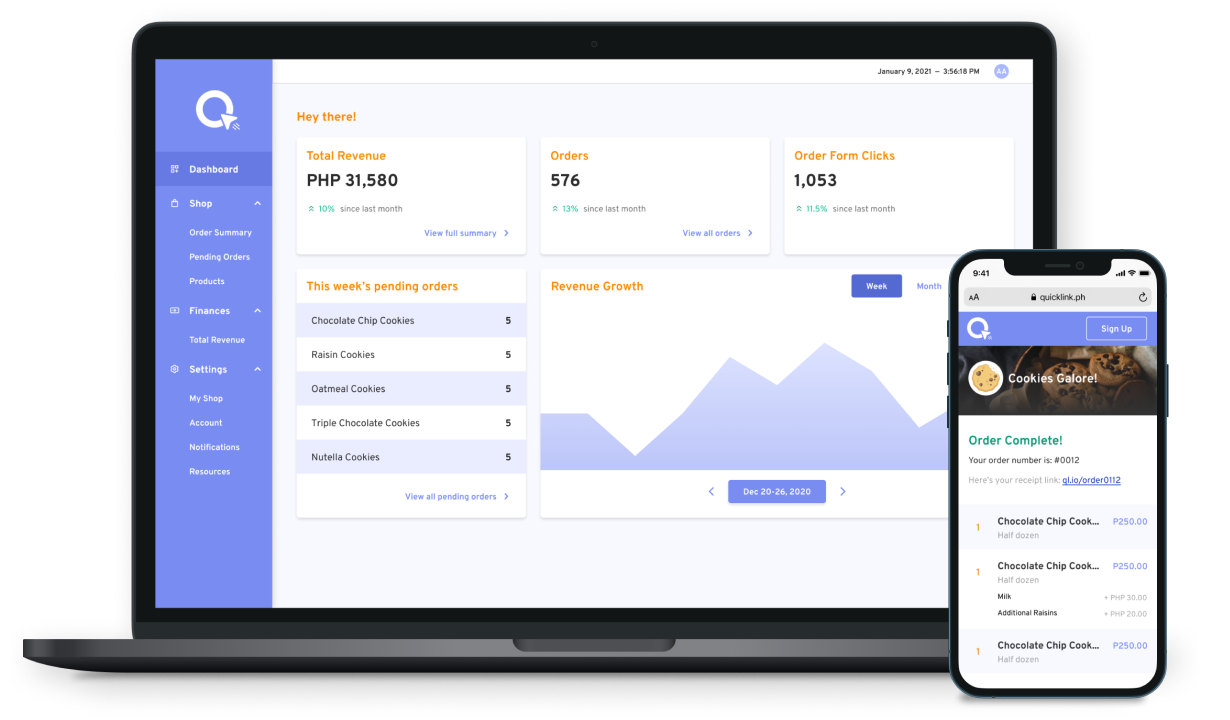 January 9, 2021 – 3:56:18 PM
AA
Hey there!
Dashboard
Shop
Order Summary
Pending Orders
Products
Finances
Total Revenue
Settings
My Shop
Account
Notifications
Resources
Total Revenue
PHP 31,580
10% since last month
View full summary
Orders
576
13% since last month
View all orders
Order Form Clicks
1,053
11.5% since last month
This week's pending orders
Chocolate Chip Cookies 5
Raisin Cookies 5
Oatmeal Cookies 5
Triple Chocolate Cookies 5
Nutella Cookies 5
View all pending orders
Revenue Growth
Week Month
Dec 20-26, 2020
9:41
AA quicklink.ph
Sign Up
Cookies Galore!
Order Complete!
Your order number is: #0012
Here's your receipt link: ql.io/order0112
1 Chocolate Chip Cook... P250.00
Half dozen
1 Chocolate Chip Cook... P250.00
Half dozen
Milk + PHP 30.00
Additional Raisins + PHP 20.00
1 Chocolate Chip Cook... P250.00
Half dozen